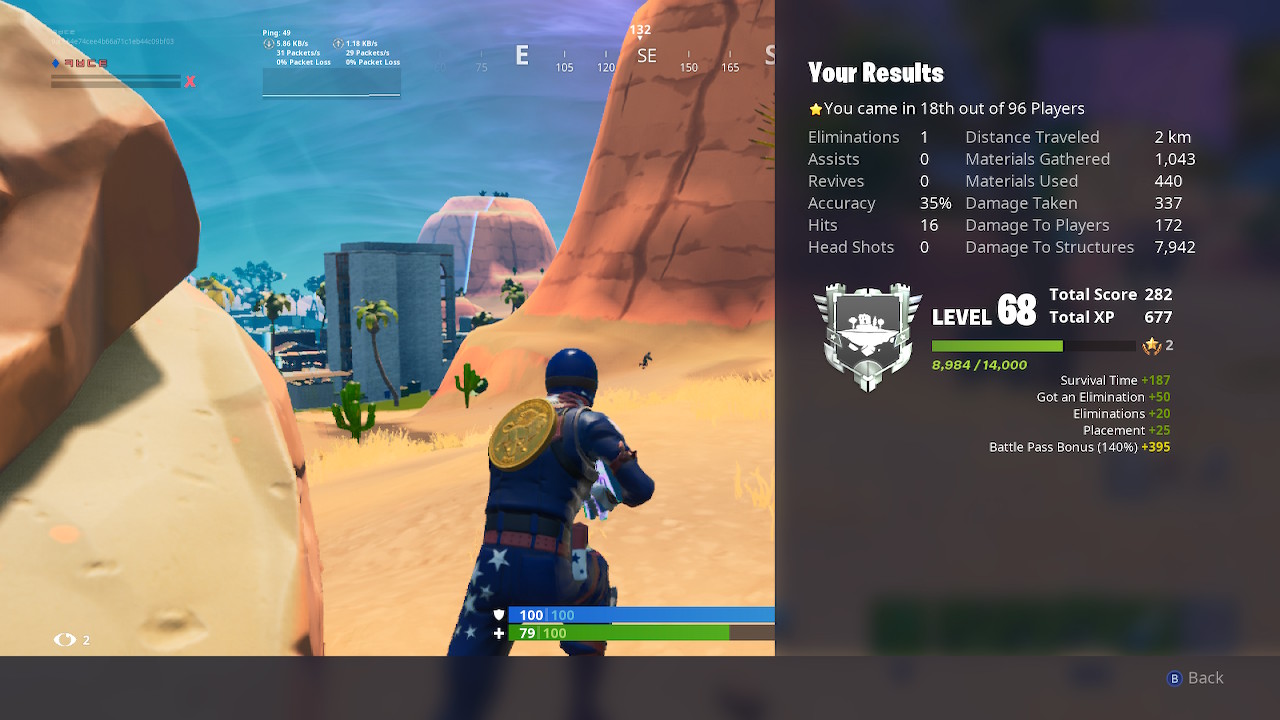 Ping: 49
5.86 KB/s 1.18 KB/s
31 Packets/s 29 Packets/s
0% Packet Loss 0% Packet Loss
132
75 E 105 120 SE 150 165 S
2
100 | 100
79 | 100
Your Results
You came in 18th out of 96 Players
Eliminations 1 Distance Traveled 2 km
Assists 0 Materials Gathered 1,043
Revives 0 Materials Used 440
Accuracy 35% Damage Taken 337
Hits 16 Damage To Players 172
Head Shots 0 Damage To Structures 7,942
LEVEL 68
Total Score 282
Total XP 677
2
8,984 / 14,000
Survival Time +187
Got an Elimination +50
Eliminations +20
Placement +25
Battle Pass Bonus (140%) +395
B Back